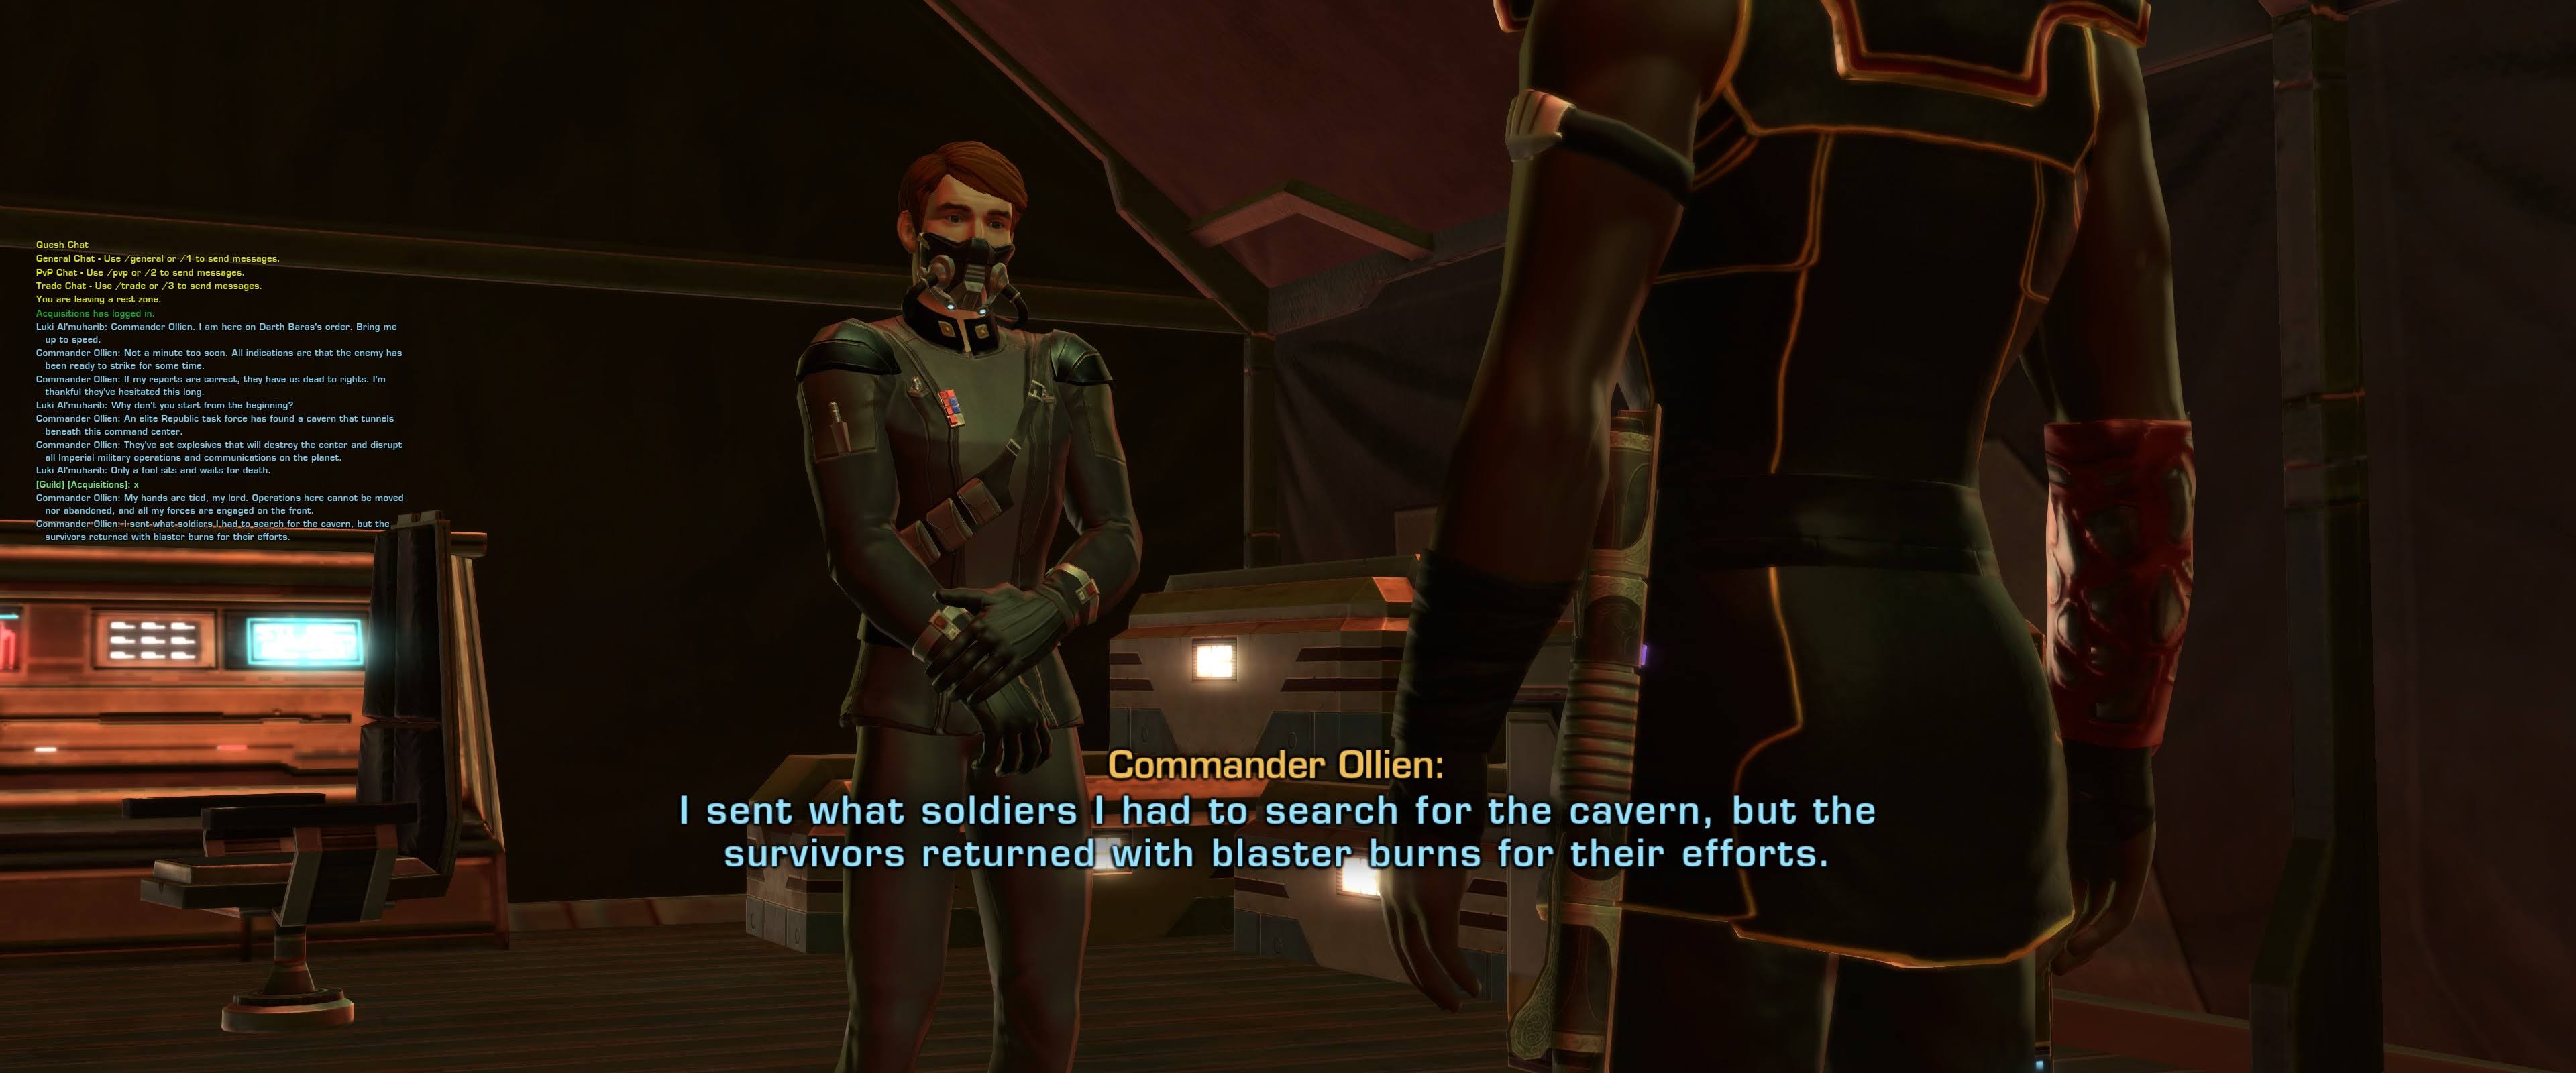 Quesh Chat
General Chat - Use /general or /1 to send messages.
PvP Chat - Use /pvp or /2 to send messages.
Trade Chat - Use /trade or /3 to send messages.
You are leaving a rest zone.
Acquisitions has logged in.
Luki Al'muharib: Commander Ollien. I am here on Darth Baras's order. Bring me
up to speed.
Commander Ollien: Not a minute too soon. All indications are that the enemy has
been ready to strike for some time.
Commander Ollien: If my reports are correct, they have us dead to rights. I'm
thankful they've hesitated this long.
Luki Al'muharib: Why don't you start from the beginning?
Commander Ollien: An elite Republic task force has found a cavern that tunnels
beneath this command center.
Commander Ollien: They've set explosives that will destroy the center and disrupt
all Imperial military operations and communications on the planet.
Luki Al'muharib: Only a fool sits and waits for death.
[Guild] [Acquisitions]: x
Commander Ollien: My hands are tied, my lord. Operations here cannot be moved
nor abandoned, and all my forces are engaged on the front.
Commander Ollien: I sent what soldiers I had to search for the cavern, but the
survivors returned with blaster burns for their efforts.
Commander Ollien:
I sent what soldiers I had to search for the cavern, but the
survivors returned with blaster burns for their efforts.